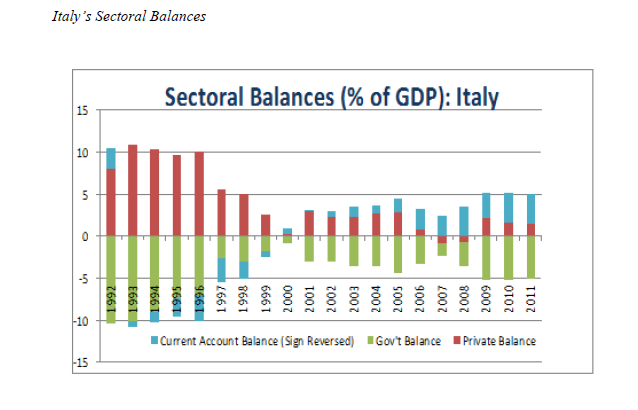 Italy's Sectoral Balances
Sectoral Balances (% of GDP): Italy
15
10
5
0
-5
-10
-15
1992 1993 1994 1995 1996 1997 1998 1999 2000 2001 2002 2003 2004 2005 2006 2007 2008 2009 2010 2011
Current Account Balance (Sign Reversed) Gov't Balance Private Balance